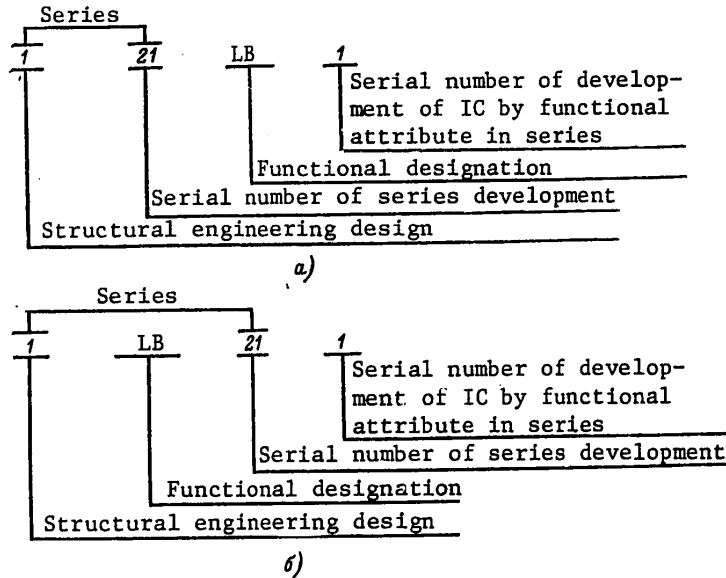 Series
1 21 LB 1
Serial number of develop-
ment of IC by functional
attribute in series
Functional designation
Serial number of series development
Structural engineering design
а)
Series
1 LB 21 1
Serial number of develop-
ment of IC by functional
attribute in series
Serial number of series development
Functional designation
Structural engineering design
б)